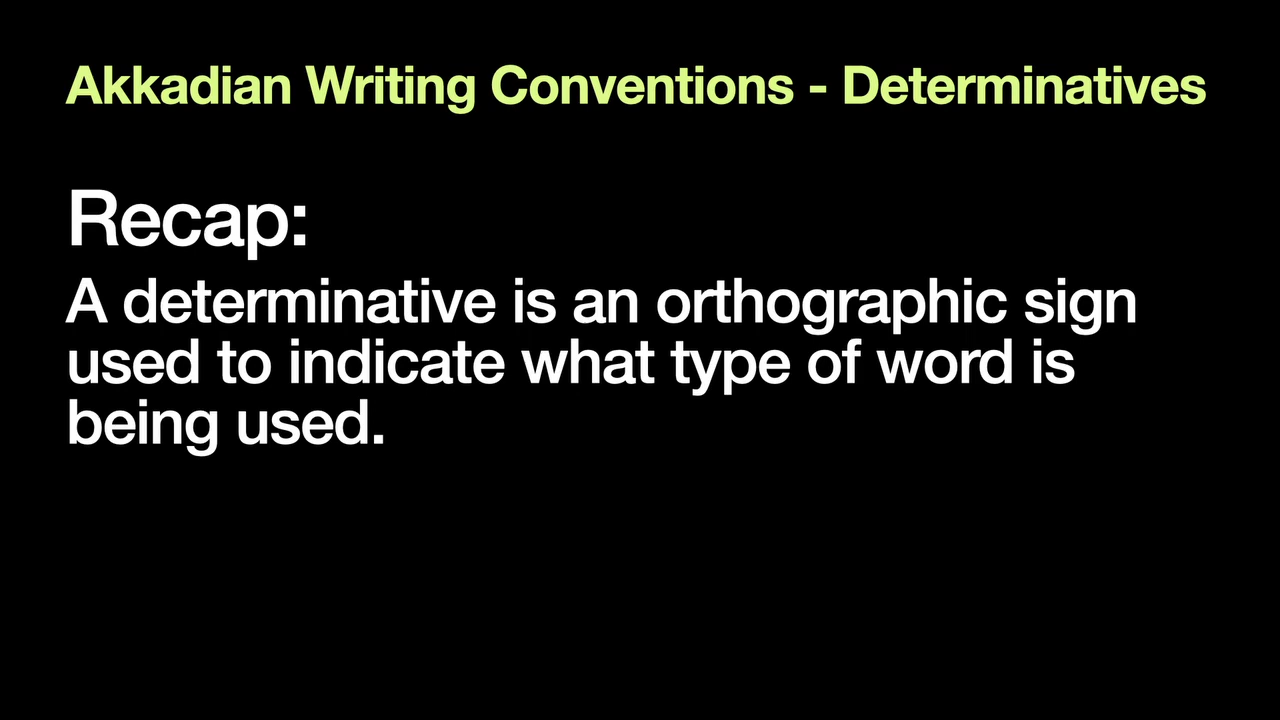 Akkadian Writing Conventions - Determinatives
Recap:
A determinative is an orthographic sign
used to indicate what type of word is
being used.